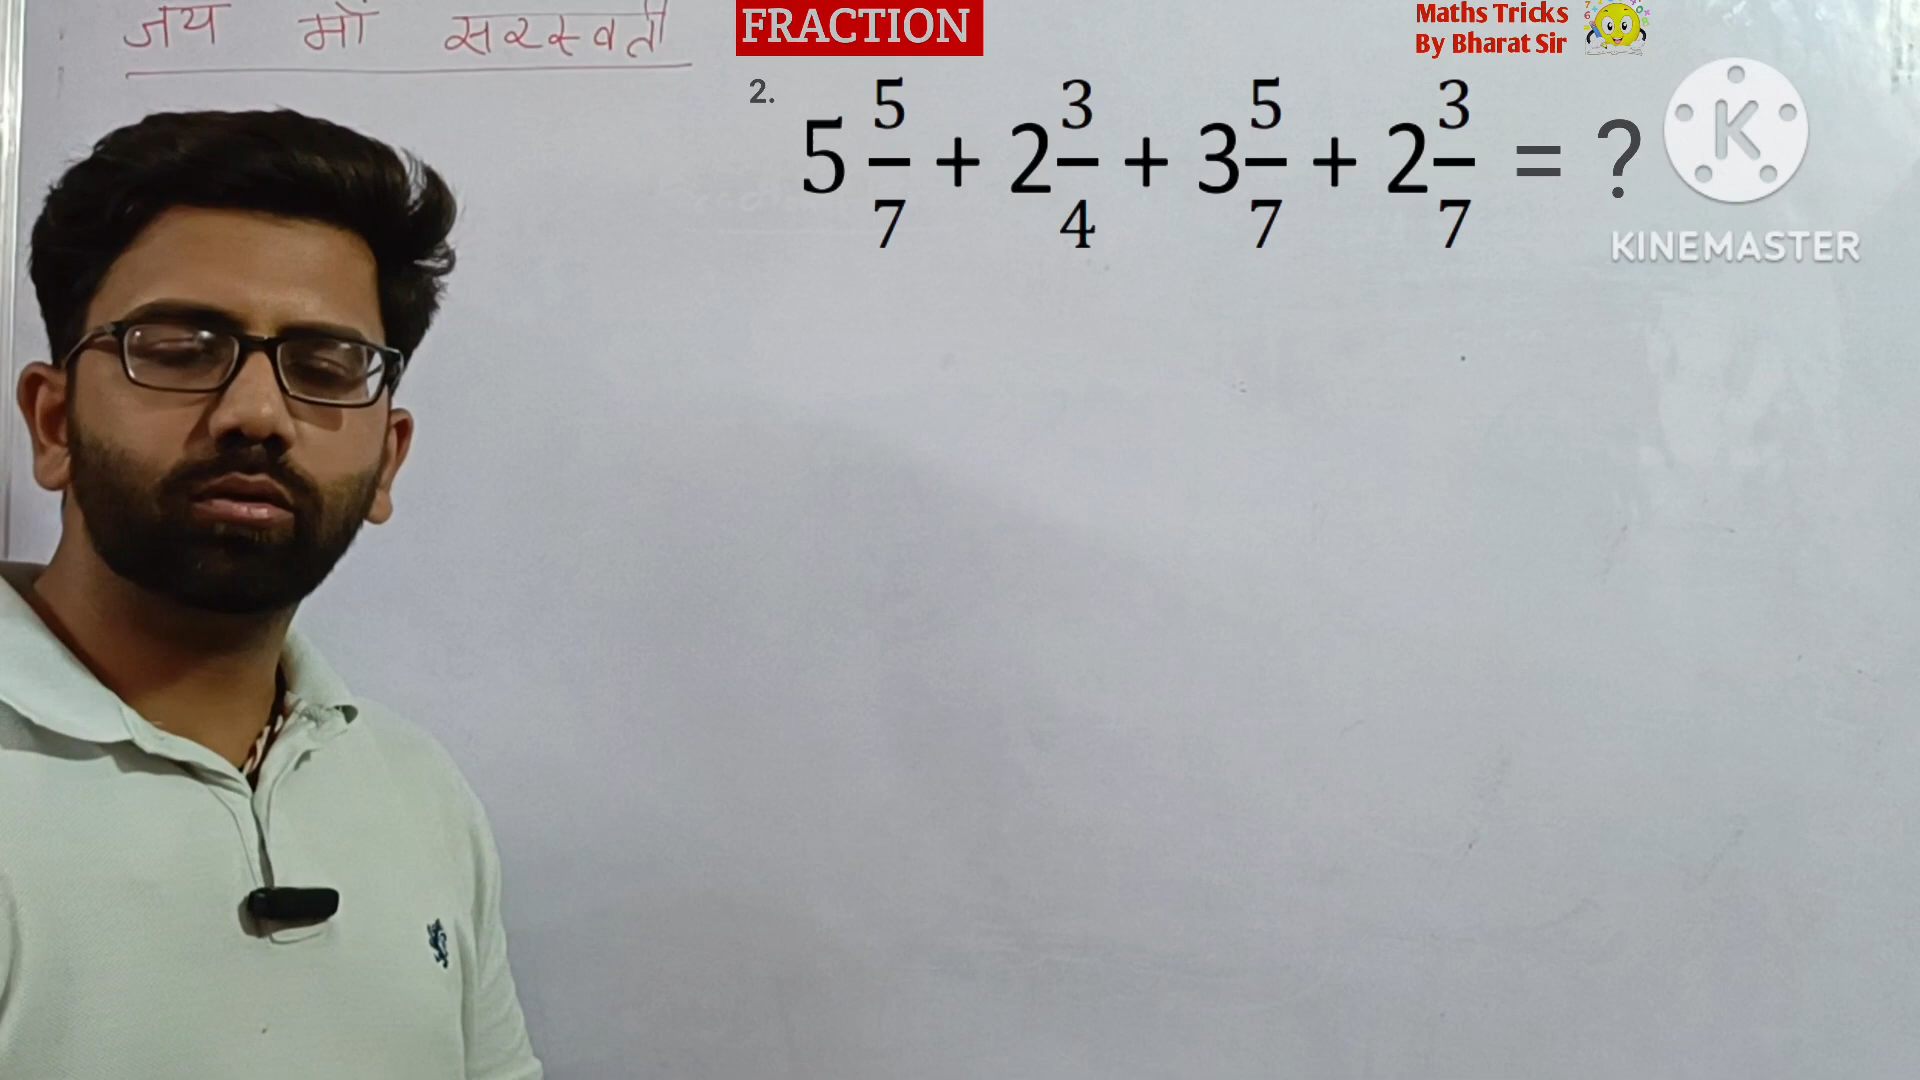 जय माँ सरस्वती
FRACTION
Maths Tricks
By Bharat Sir
2. 5 5/7 + 2 3/4 + 3 5/7 + 2 3/7 = ?
K
KINEMASTER